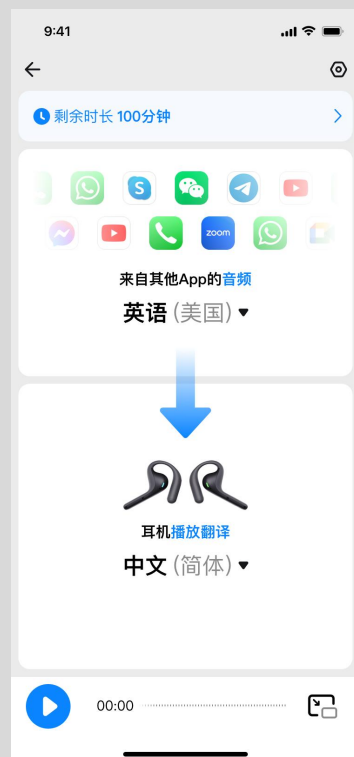 9:41
剩余时长 100分钟
S
zoom
来自其他App的音频
英语 (美国)
耳机播放翻译
中文 (简体)
00:00